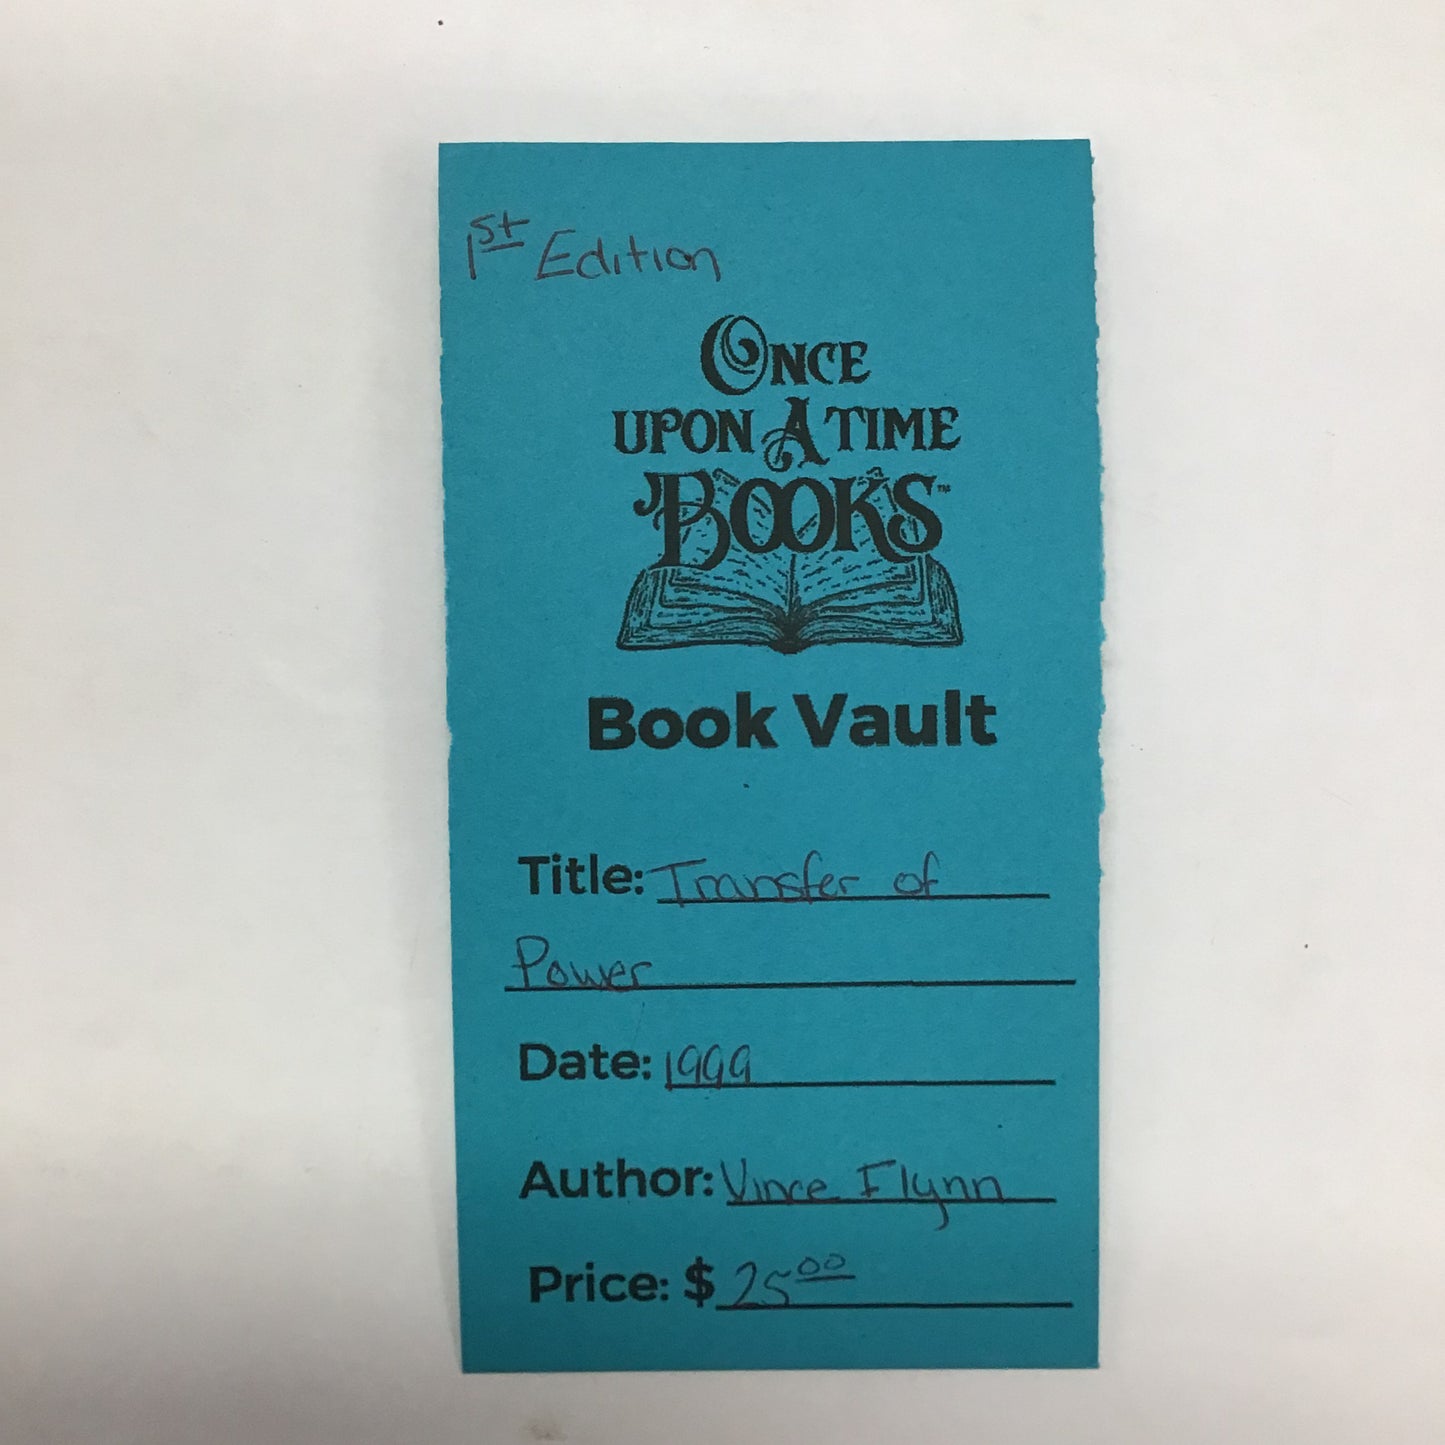 1st Edition
ONCE
UPON A TIME
BOOKS™
Book Vault
Title: Transfer of
Power
Date: 1999
Author: Vince Flynn
Price: $ 25 00